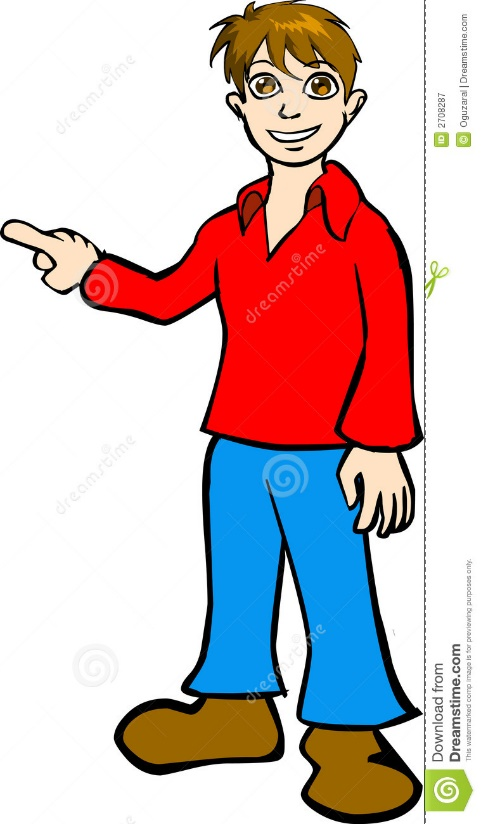 dreamstime
dreamstime
dreamstime
dreamstime
ID 2708287
© Oguzaral | Dreamstime.com
Download from
Dreamstime.com
This watermarked comp image is for previewing purposes only.